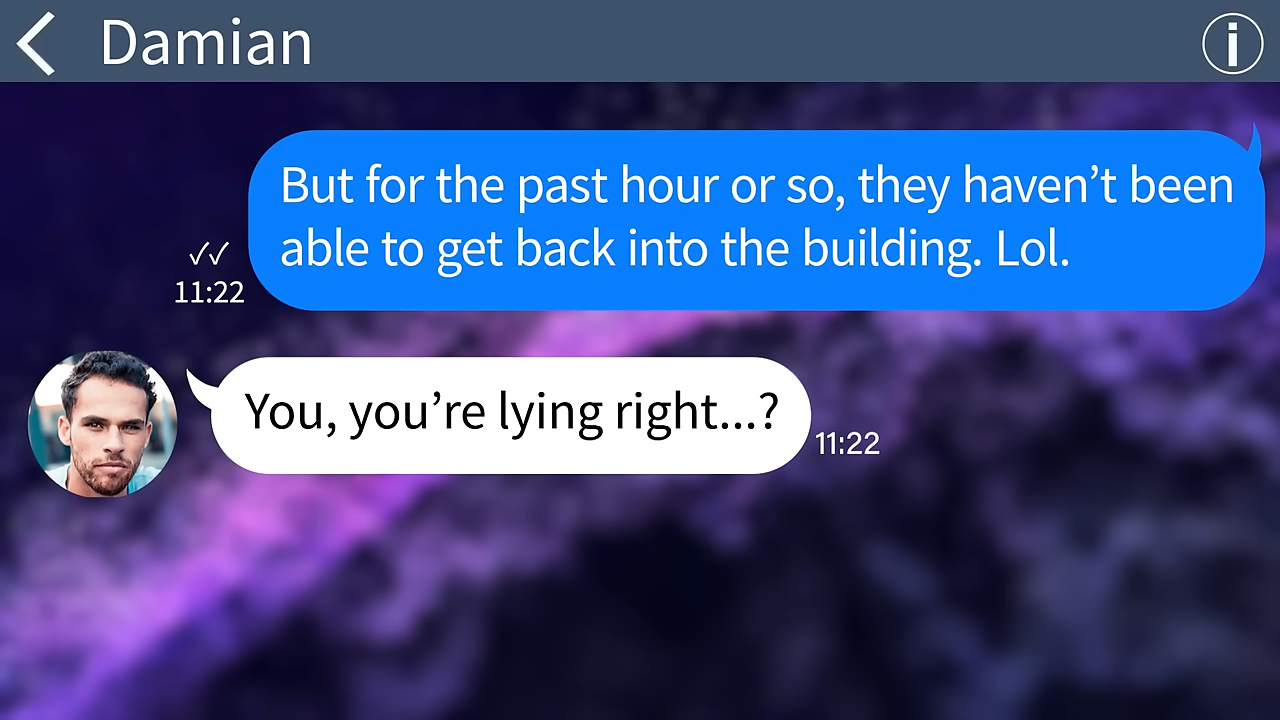 Damian
But for the past hour or so, they haven’t been
able to get back into the building. Lol.
11:22
You, you’re lying right...?
11:22